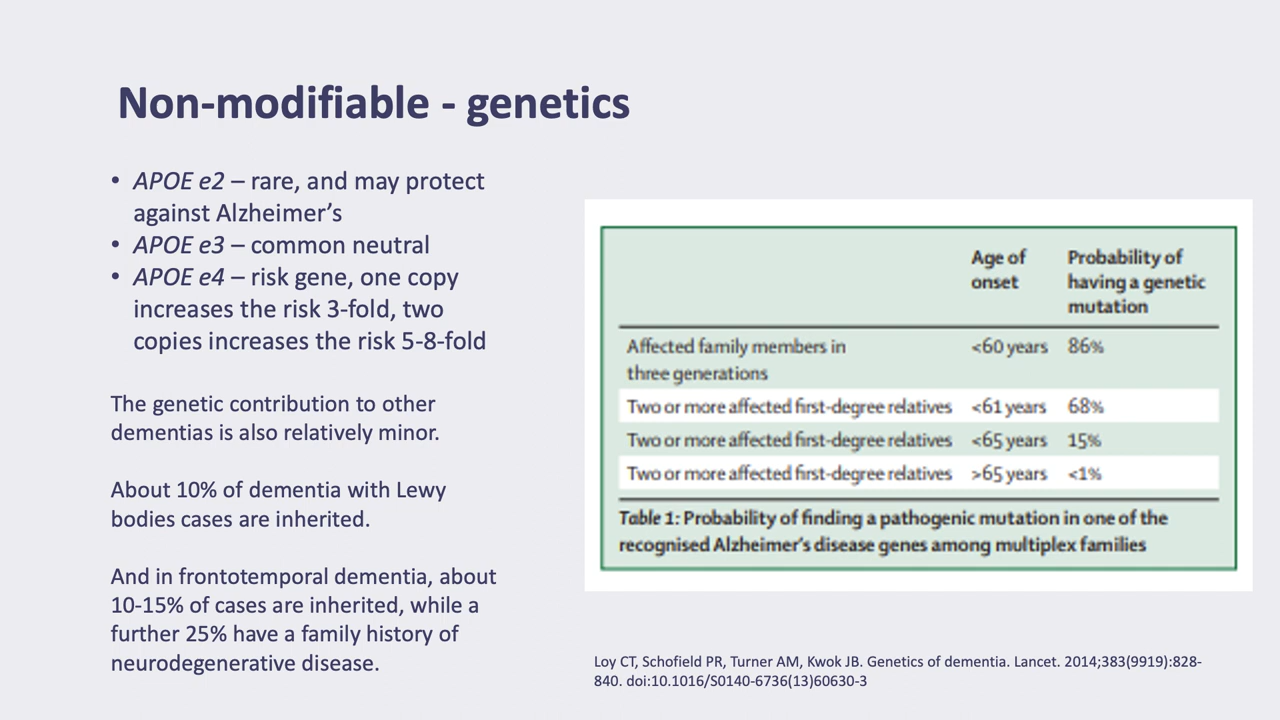 Non-modifiable - genetics
• APOE e2 – rare, and may protect
against Alzheimer’s
• APOE e3 – common neutral
• APOE e4 – risk gene, one copy
increases the risk 3-fold, two
copies increases the risk 5-8-fold
The genetic contribution to other
dementias is also relatively minor.
About 10% of dementia with Lewy
bodies cases are inherited.
And in frontotemporal dementia, about
10-15% of cases are inherited, while a
further 25% have a family history of
neurodegenerative disease.
Age of onset Probability of having a genetic mutation
Affected family members in three generations <60 years 86%
Two or more affected first-degree relatives <61 years 68%
Two or more affected first-degree relatives <65 years 15%
Two or more affected first-degree relatives >65 years <1%
Table 1: Probability of finding a pathogenic mutation in one of the
recognised Alzheimer’s disease genes among multiplex families
Loy CT, Schofield PR, Turner AM, Kwok JB. Genetics of dementia. Lancet. 2014;383(9919):828-
840. doi:10.1016/S0140-6736(13)60630-3